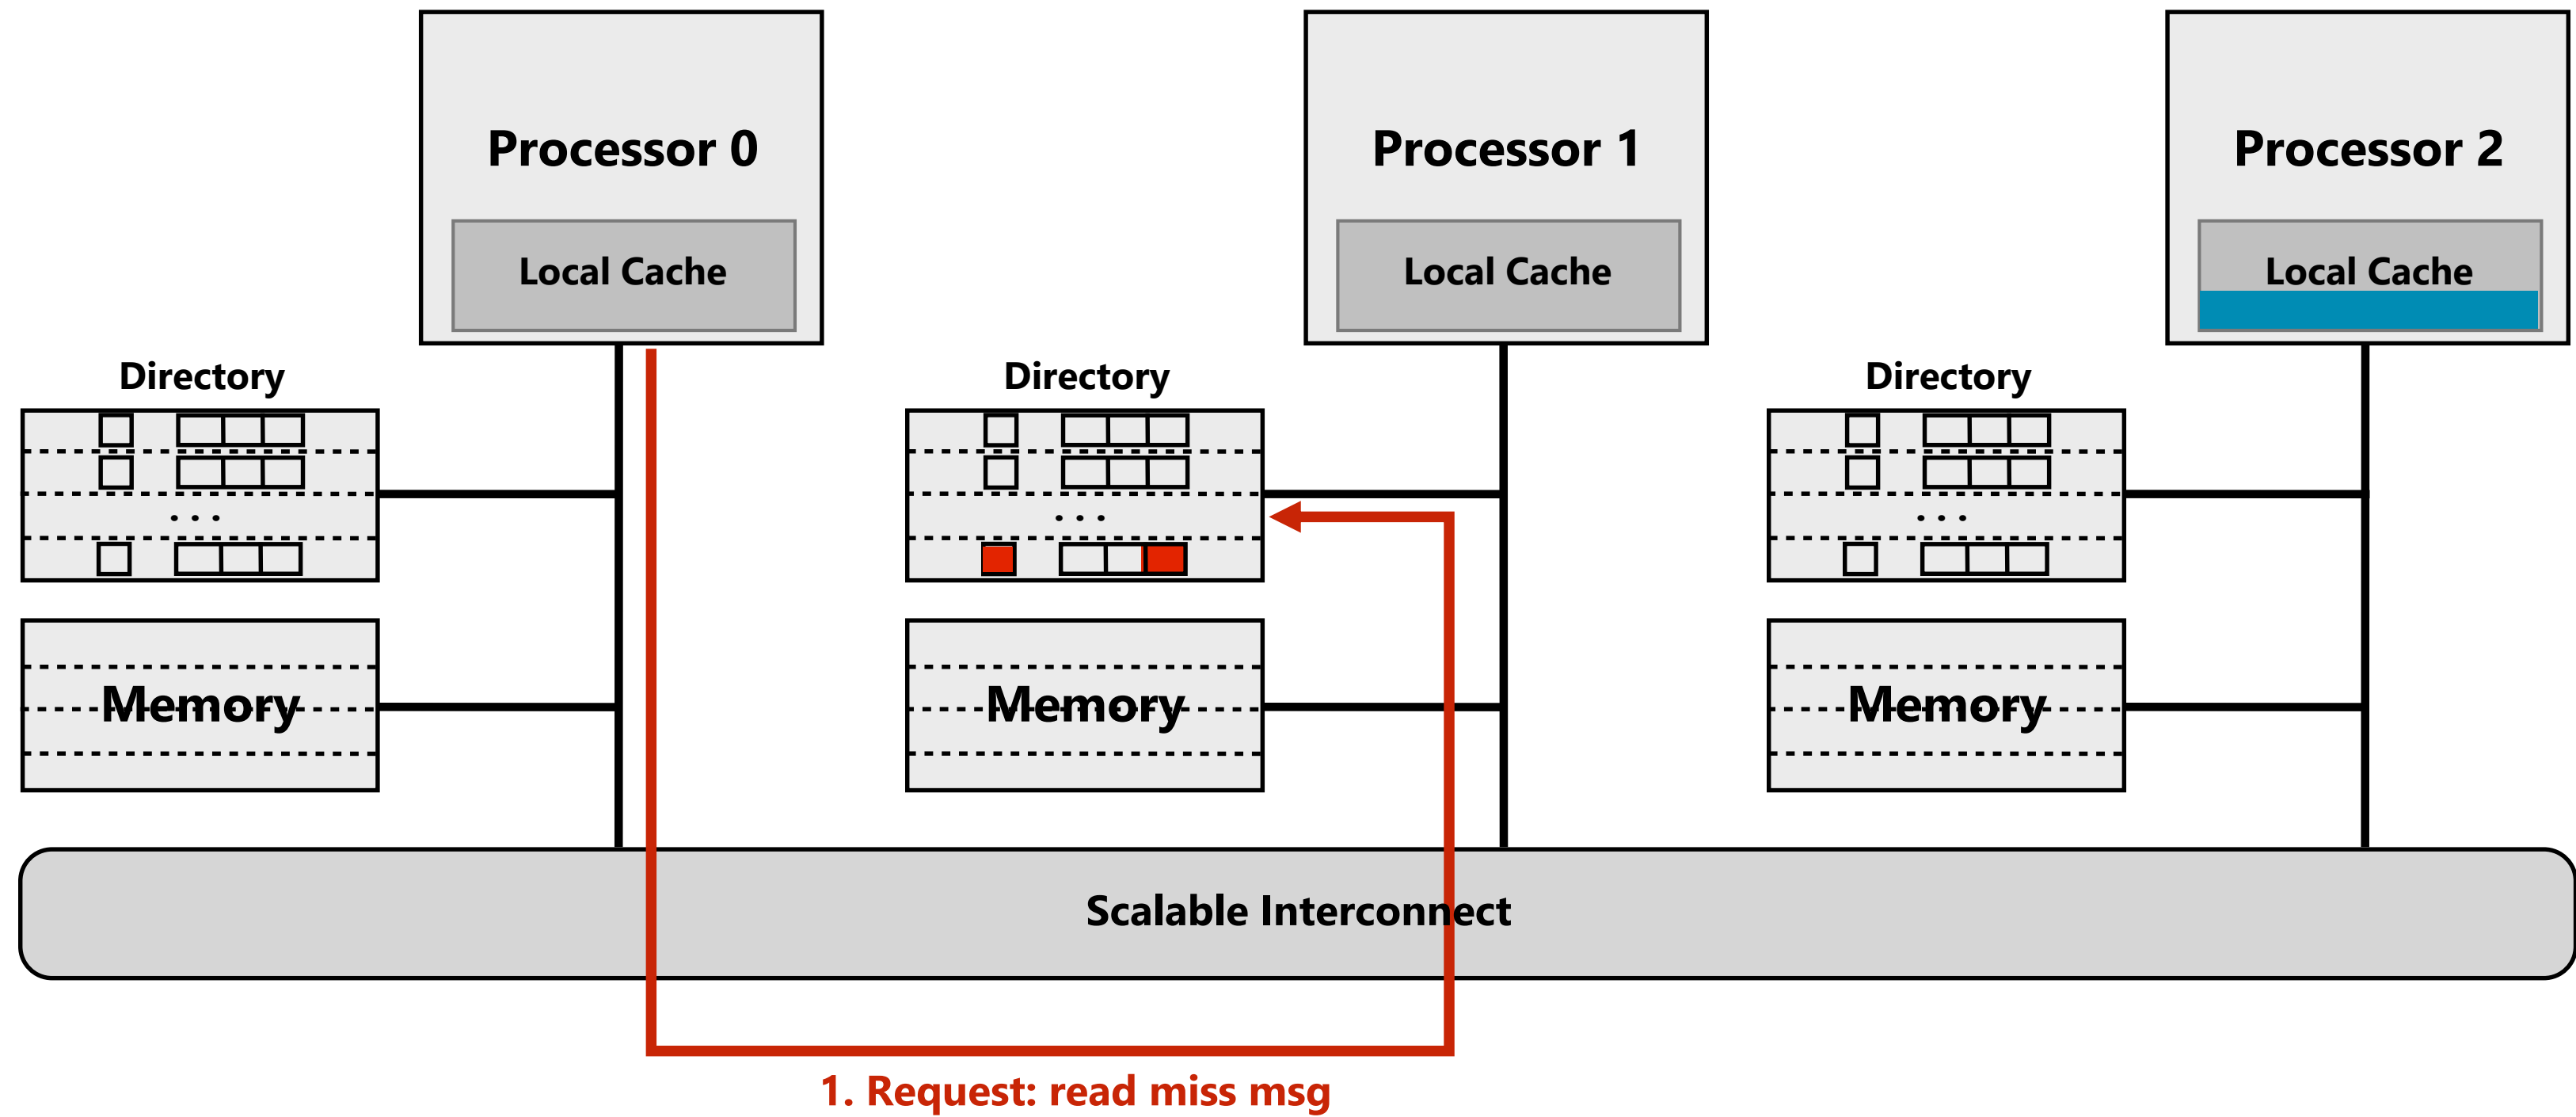 Processor 0
Processor 1
Processor 2
Local Cache
Local Cache
Local Cache
Directory
Directory
Directory
. . .
. . .
. . .
Memory
Memory
Memory
Scalable Interconnect
1. Request: read miss msg